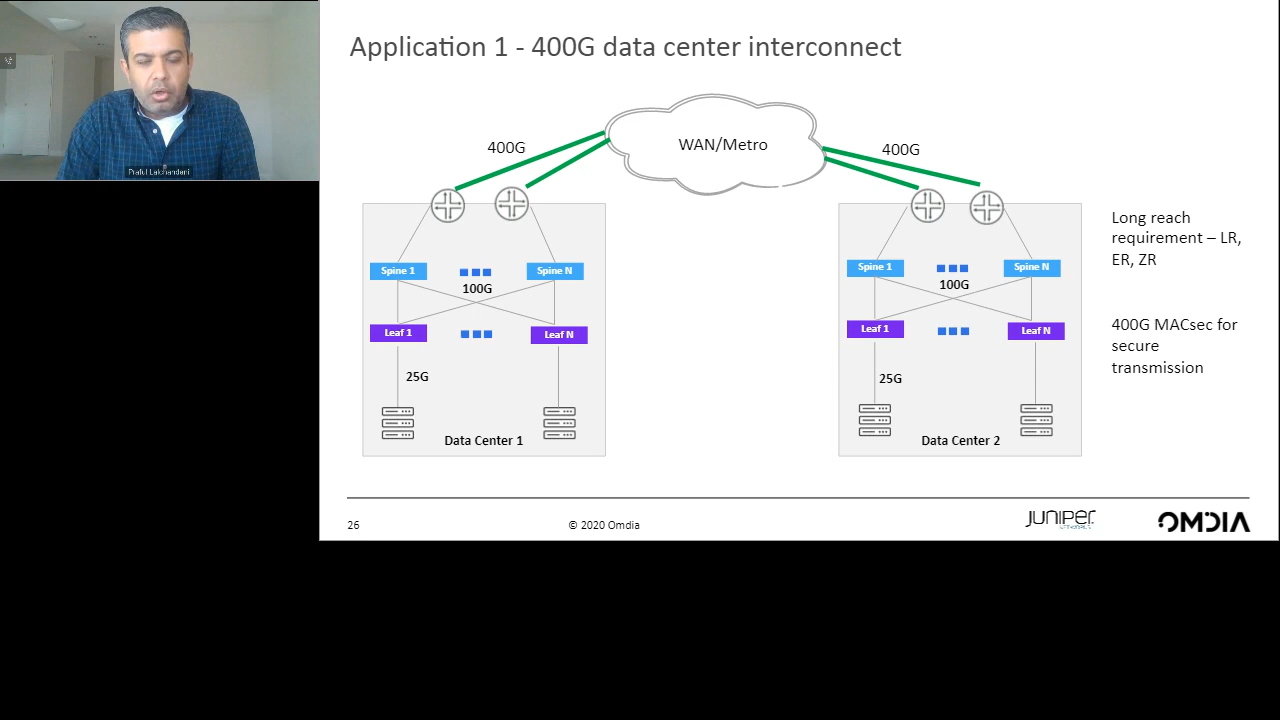 Praful Lalchandani
Application 1 - 400G data center interconnect
WAN/Metro
400G
400G
Spine 1
Spine N
100G
Leaf 1
Leaf N
25G
Data Center 1
Spine 1
Spine N
100G
Leaf 1
Leaf N
25G
Data Center 2
Long reach
requirement – LR,
ER, ZR
400G MACsec for
secure
transmission
26
© 2020 Omdia
JUNIPER
OMDIA